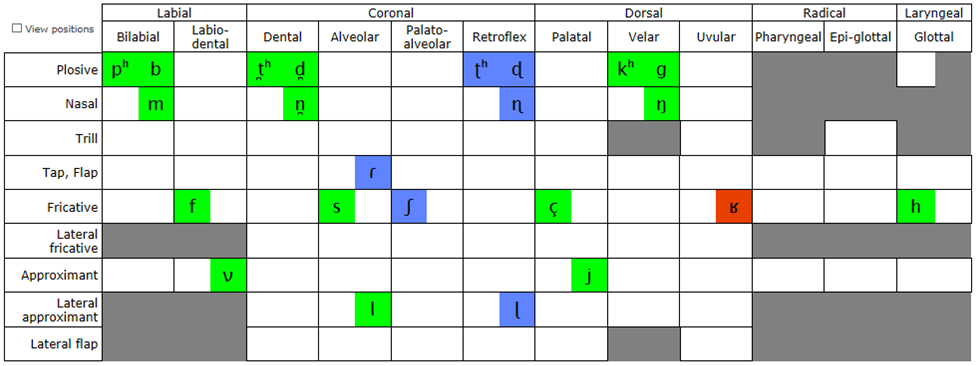 View positions
Labial Coronal Dorsal Radical Laryngeal
Bilabial Labio-dental Dental Alveolar Palato-alveolar Retroflex Palatal Velar Uvular Pharyngeal Epi-glottal Glottal
Plosive pʰ b t̪ʰ d̪ ʈʰ ɖ kʰ ɡ
Nasal m n̪ ɳ ŋ
Trill
Tap, Flap ɾ
Fricative f s ʃ ç ʁ h
Lateral fricative
Approximant ʋ j
Lateral approximant l ɭ
Lateral flap